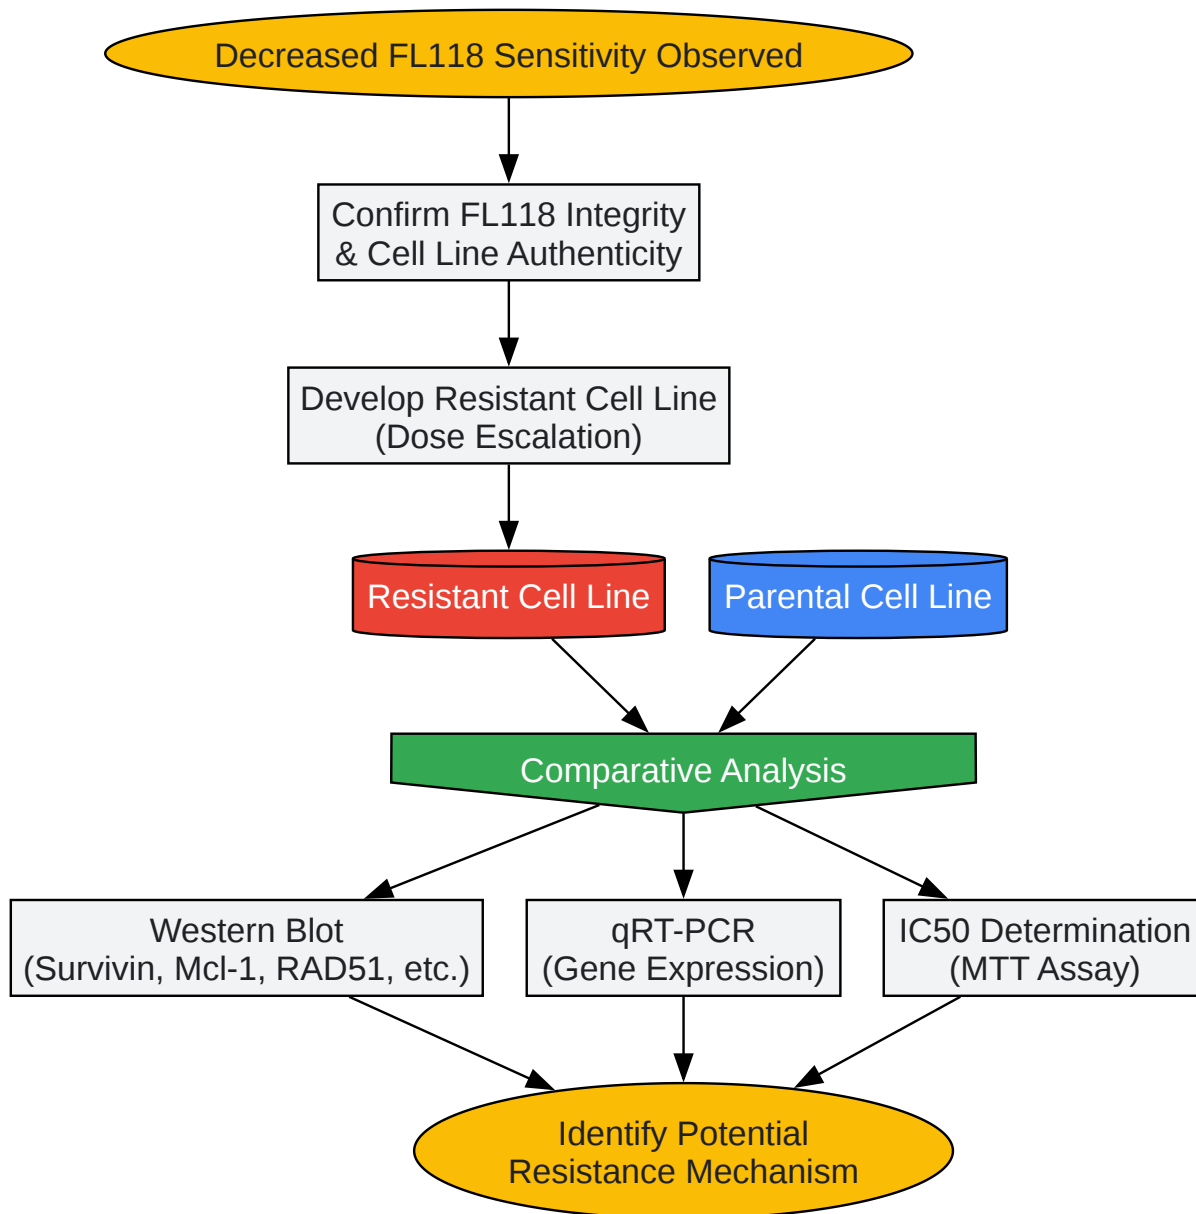 Decreased FL118 Sensitivity Observed
Confirm FL118 Integrity
& Cell Line Authenticity
Develop Resistant Cell Line
(Dose Escalation)
Resistant Cell Line
Parental Cell Line
Comparative Analysis
Western Blot
(Survivin, Mcl-1, RAD51, etc.)
qRT-PCR
(Gene Expression)
IC50 Determination
(MTT Assay)
Identify Potential
Resistance Mechanism